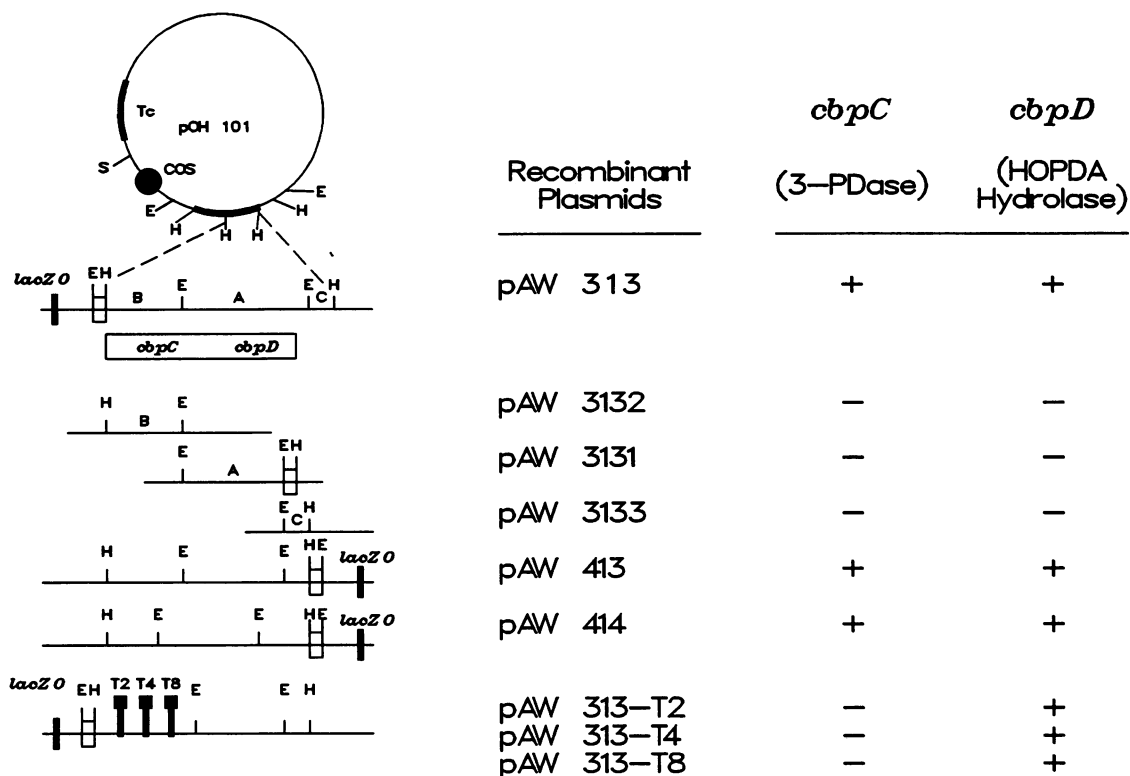 Tc
pOH 101
S
COS
E
E
H
H
H
H
cbpC
cbpD
Recombinant
Plasmids
(3-PDase)
(HOPDA
Hydrolase)
lacZ O
EH
B
E
A
E
C
H
cbpC
cbpD
pAW 313 + +
H
E
B
pAW 3132 − −
E
A
EH
pAW 3131 − −
E
H
C
pAW 3133 − −
H
E
E
HE
lacZ O
pAW 413 + +
H
E
E
HE
lacZ O
pAW 414 + +
lacZ O
EH
T2
T4
T8
E
E
H
pAW 313-T2 − +
pAW 313-T4 − +
pAW 313-T8 − +